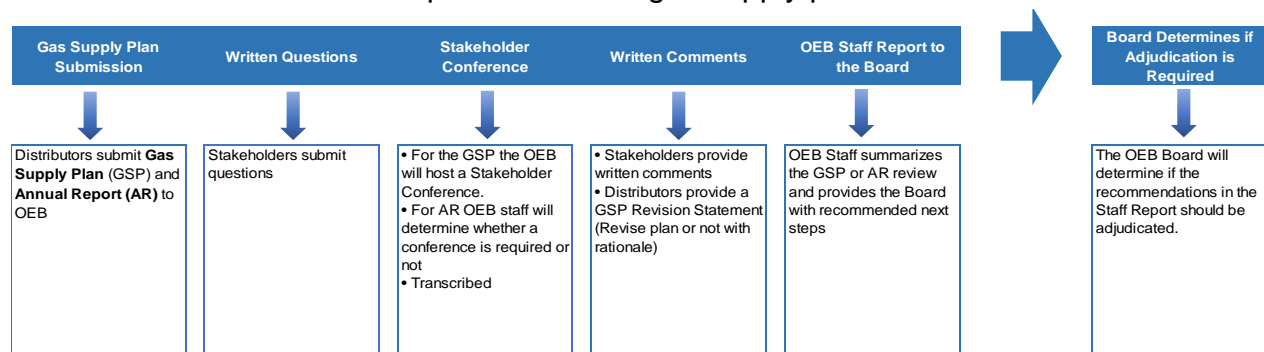 Gas Supply Plan
Submission
Written Questions
Stakeholder
Conference
Written Comments
OEB Staff Report to
the Board
Board Determines if
Adjudication is
Required
Distributors submit Gas
Supply Plan (GSP) and
Annual Report (AR) to
OEB
Stakeholders submit
questions
• For the GSP the OEB
will host a Stakeholder
Conference.
• For AR OEB staff will
determine whether a
conference is required or
not
• Transcribed
• Stakeholders provide
written comments
• Distributors provide a
GSP Revision Statement
(Revise plan or not with
rationale)
OEB Staff summarizes
the GSP or AR review
and provides the Board
with recommended next
steps
The OEB Board will
determine if the
recommendations in the
Staff Report should be
adjudicated.